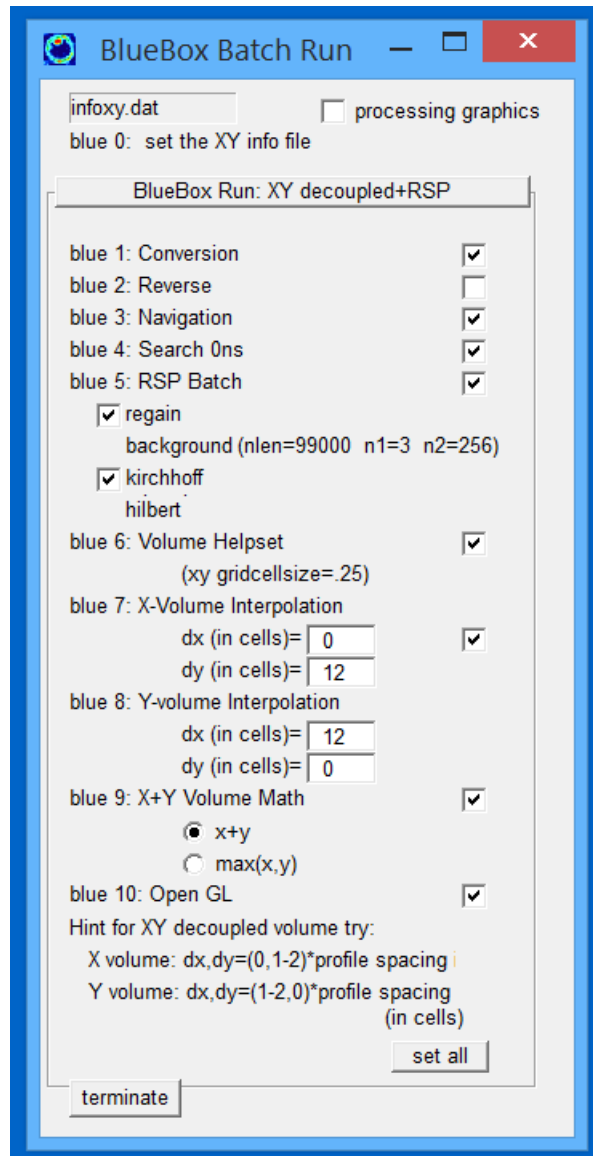 BlueBox Batch Run
infoxy.dat
processing graphics
blue 0: set the XY info file
BlueBox Run: XY decoupled+RSP
blue 1: Conversion
blue 2: Reverse
blue 3: Navigation
blue 4: Search 0ns
blue 5: RSP Batch
regain
background (nlen=99000 n1=3 n2=256)
kirchhoff
hilbert
blue 6: Volume Helpset
(xy gridcellsize=.25)
blue 7: X-Volume Interpolation
dx (in cells)= 0
dy (in cells)= 12
blue 8: Y-volume Interpolation
dx (in cells)= 12
dy (in cells)= 0
blue 9: X+Y Volume Math
x+y
max(x,y)
blue 10: Open GL
Hint for XY decoupled volume try:
X volume: dx,dy=(0,1-2)*profile spacing
Y volume: dx,dy=(1-2,0)*profile spacing
(in cells)
set all
terminate